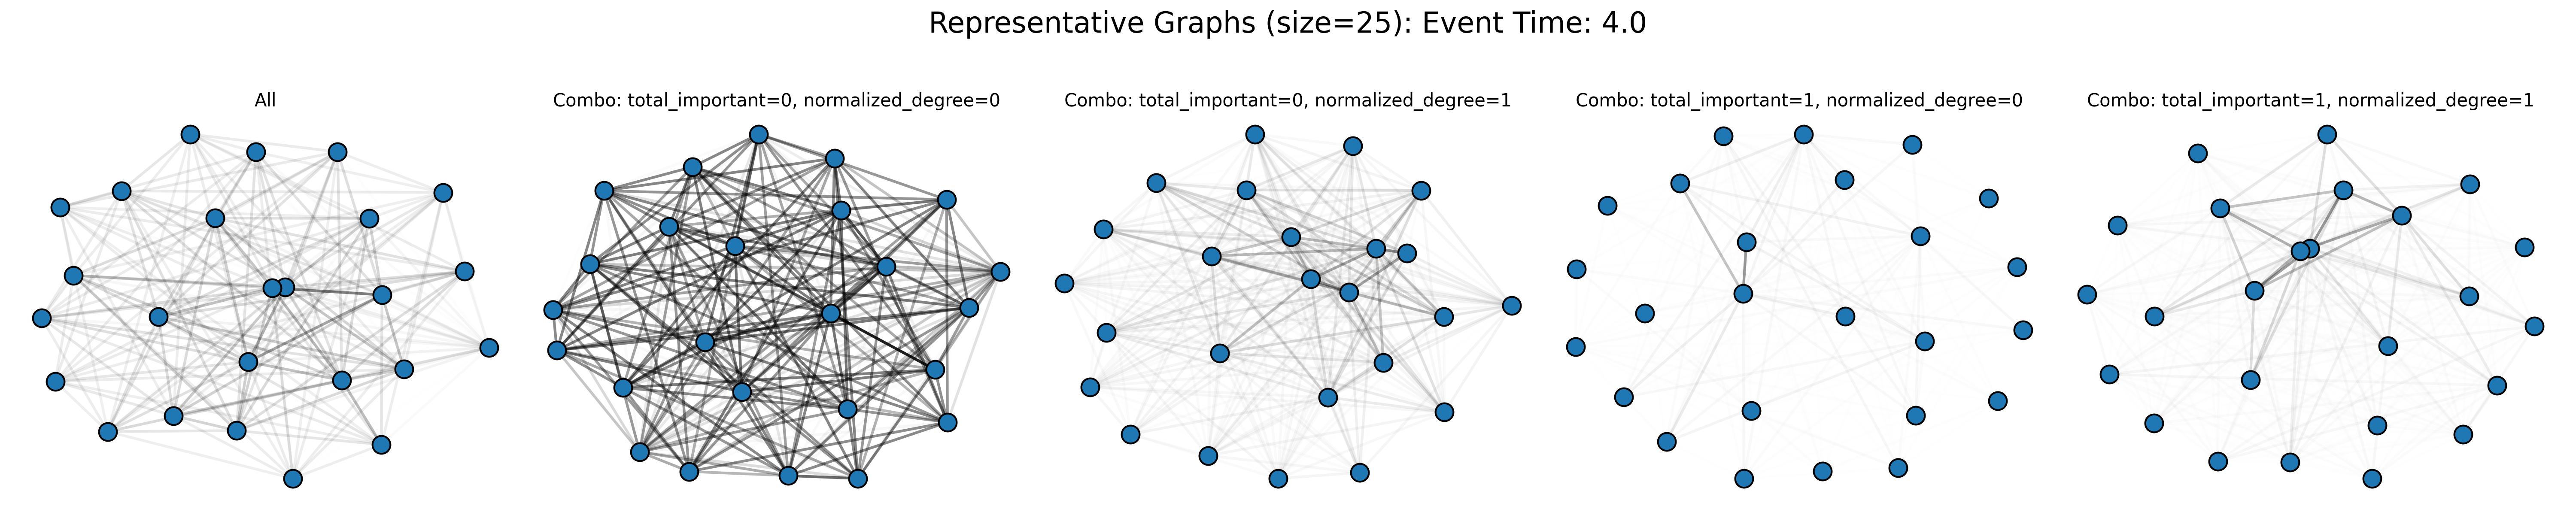 Representative Graphs (size=25): Event Time: 4.0
All
Combo: total_important=0, normalized_degree=0
Combo: total_important=0, normalized_degree=1
Combo: total_important=1, normalized_degree=0
Combo: total_important=1, normalized_degree=1